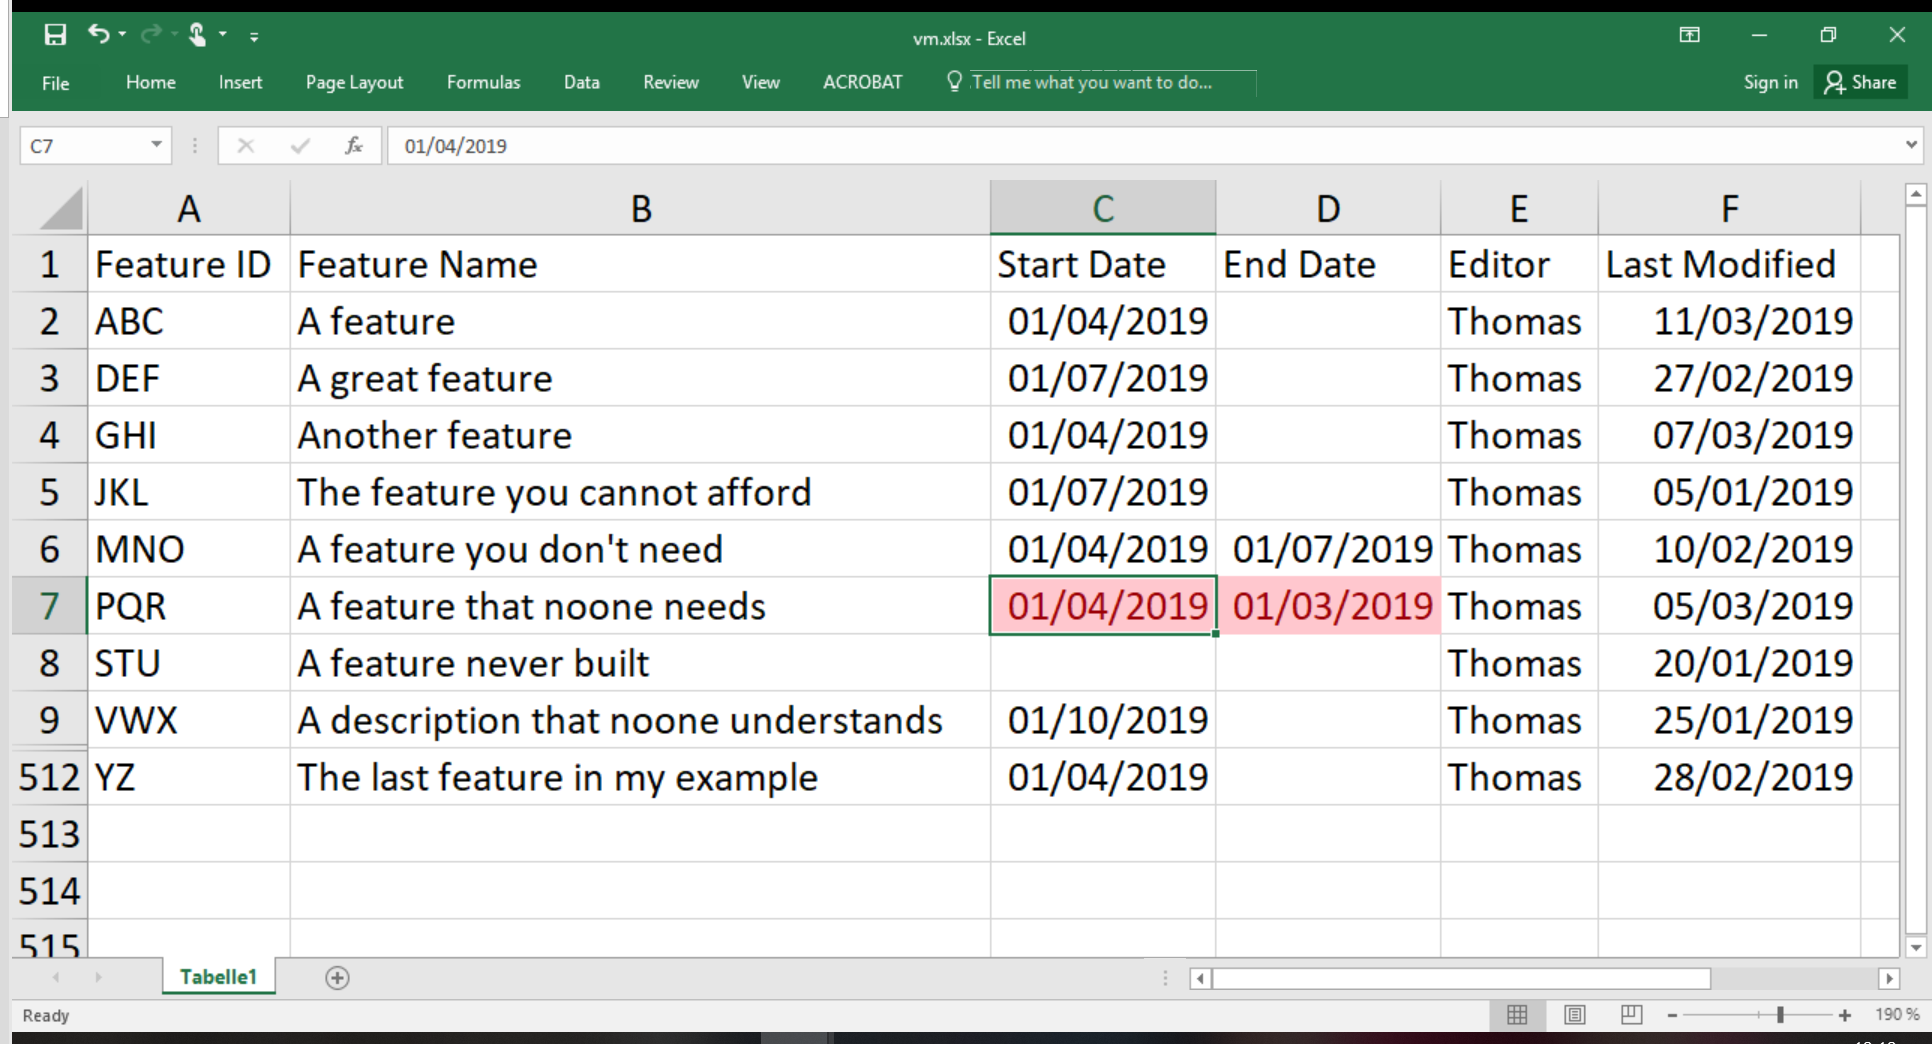 vm.xlsx - Excel
File Home Insert Page Layout Formulas Data Review View ACROBAT Tell me what you want to do... Sign in Share
C7 fx 01/04/2019
A B C D E F
1 Feature ID Feature Name Start Date End Date Editor Last Modified
2 ABC A feature 01/04/2019 Thomas 11/03/2019
3 DEF A great feature 01/07/2019 Thomas 27/02/2019
4 GHI Another feature 01/04/2019 Thomas 07/03/2019
5 JKL The feature you cannot afford 01/07/2019 Thomas 05/01/2019
6 MNO A feature you don't need 01/04/2019 01/07/2019 Thomas 10/02/2019
7 PQR A feature that noone needs 01/04/2019 01/03/2019 Thomas 05/03/2019
8 STU A feature never built Thomas 20/01/2019
9 VWX A description that noone understands 01/10/2019 Thomas 25/01/2019
512 YZ The last feature in my example 01/04/2019 Thomas 28/02/2019
513
514
515
Tabelle1
Ready 190 %